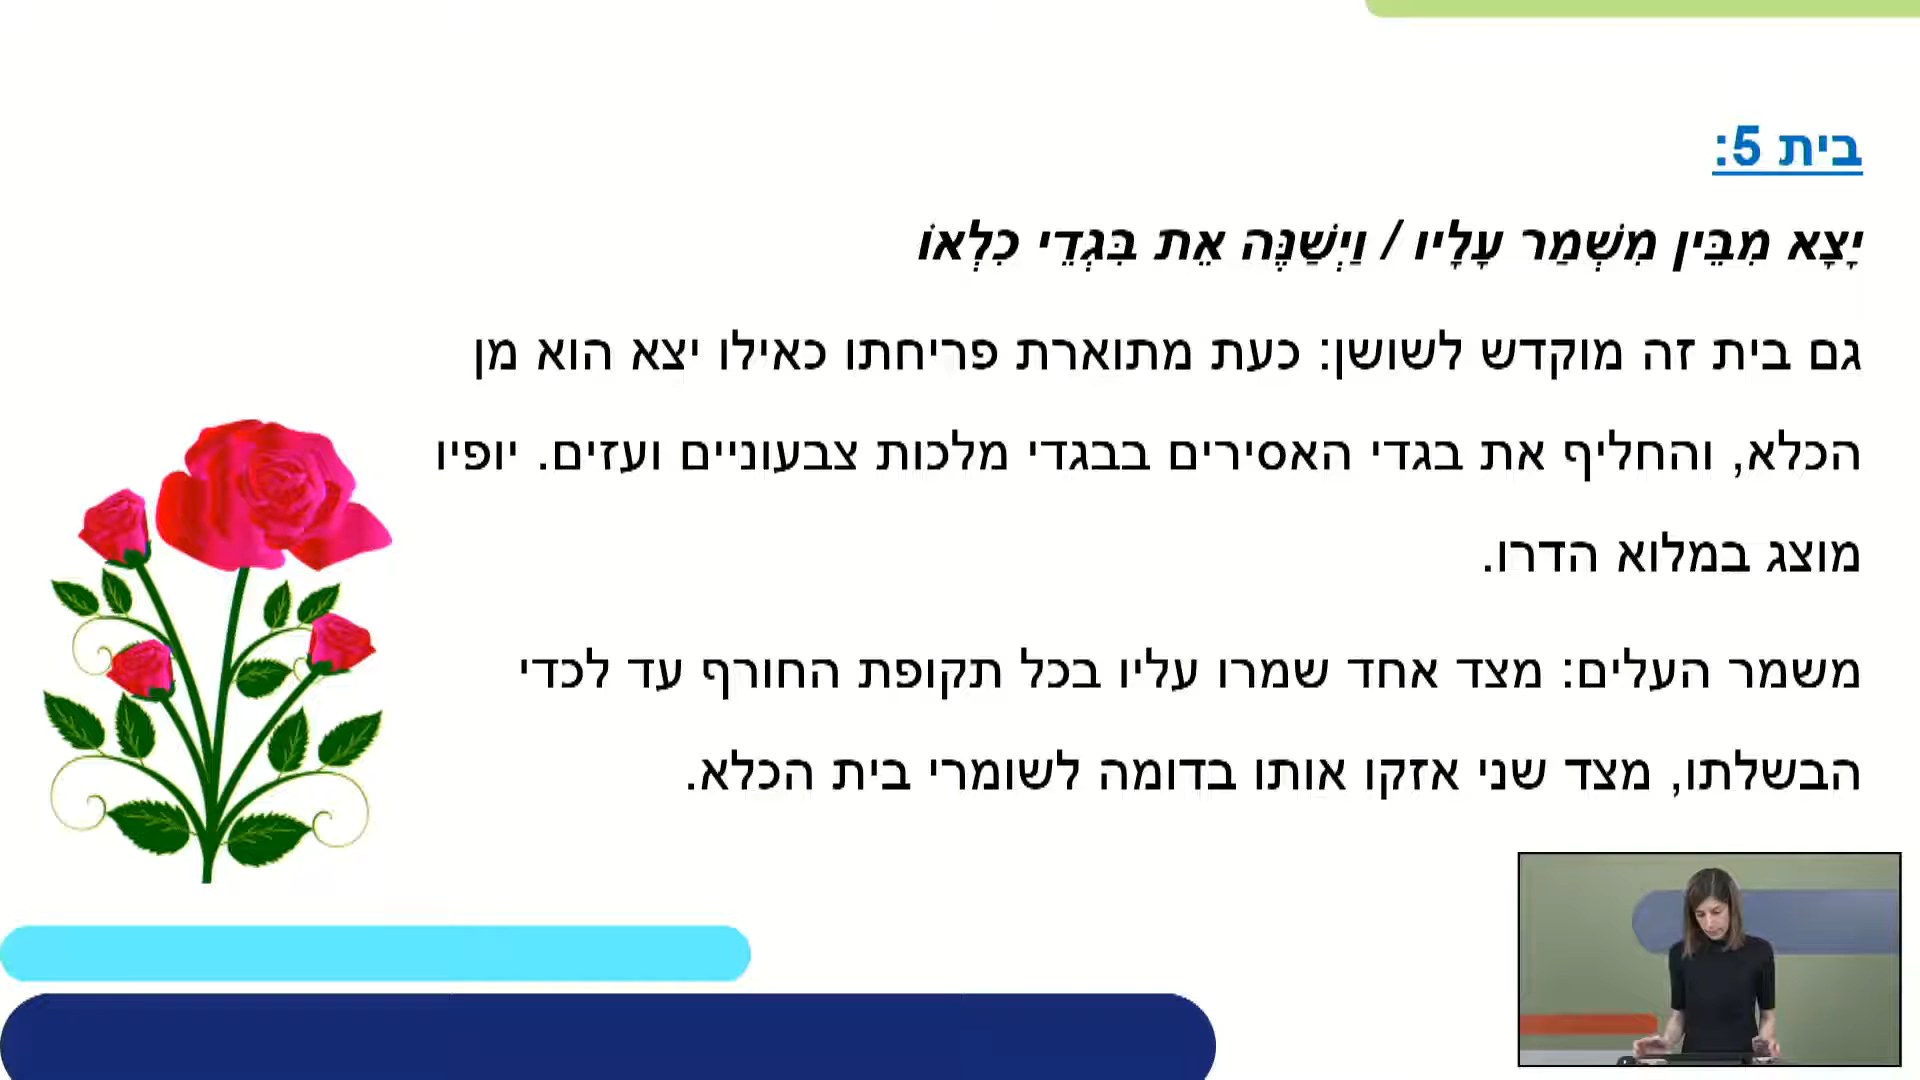 בית 5:
יָצָא מִבֵּין מִשְׁמַר עָלָיו / וַיְשַׁנֶּה אֵת בִּגְדֵי כִלְאוֹ
גם בית זה מוקדש לשושן: כעת מתוארת פריחתו כאילו יצא הוא מן
הכלא, והחליף את בגדי האסירים בבגדי מלכות צבעוניים ועזים. יופיו
מוצג במלוא הדרו.
משמר העלים: מצד אחד שמרו עליו בכל תקופת החורף עד לכדי
הבשלתו, מצד שני אזקו אותו בדומה לשומרי בית הכלא.